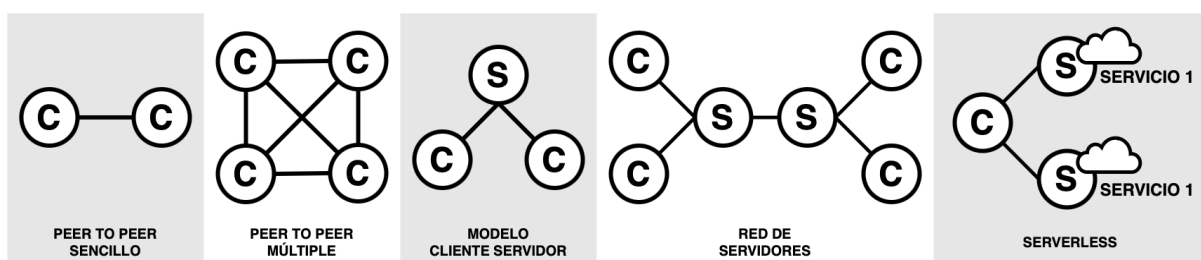 C C
PEER TO PEER
SENCILLO
C C
C C
PEER TO PEER
MÚLTIPLE
S
C C
MODELO
CLIENTE SERVIDOR
C C
S S
C C
RED DE
SERVIDORES
S
SERVICIO 1
C
S
SERVICIO 1
SERVERLESS